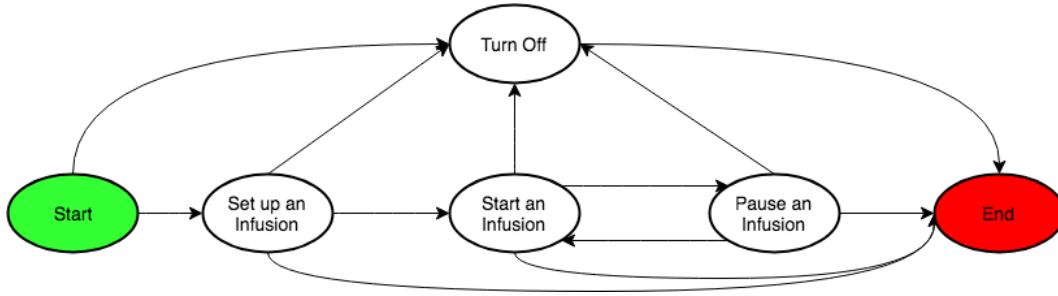 Turn Off
Start
Set up an
Infusion
Start an
Infusion
Pause an
Infusion
End